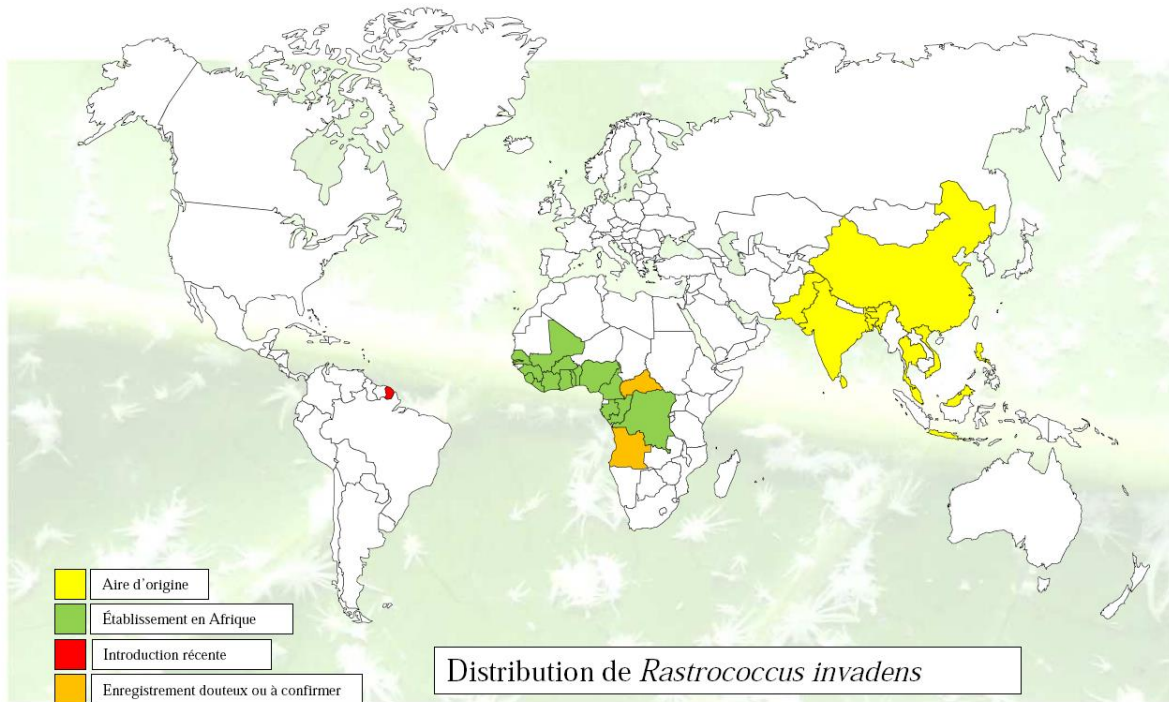 Aire d'origine
Établissement en Afrique
Introduction récente
Enregistrement douteux ou à confirmer
Distribution de Rastrococcus invadens